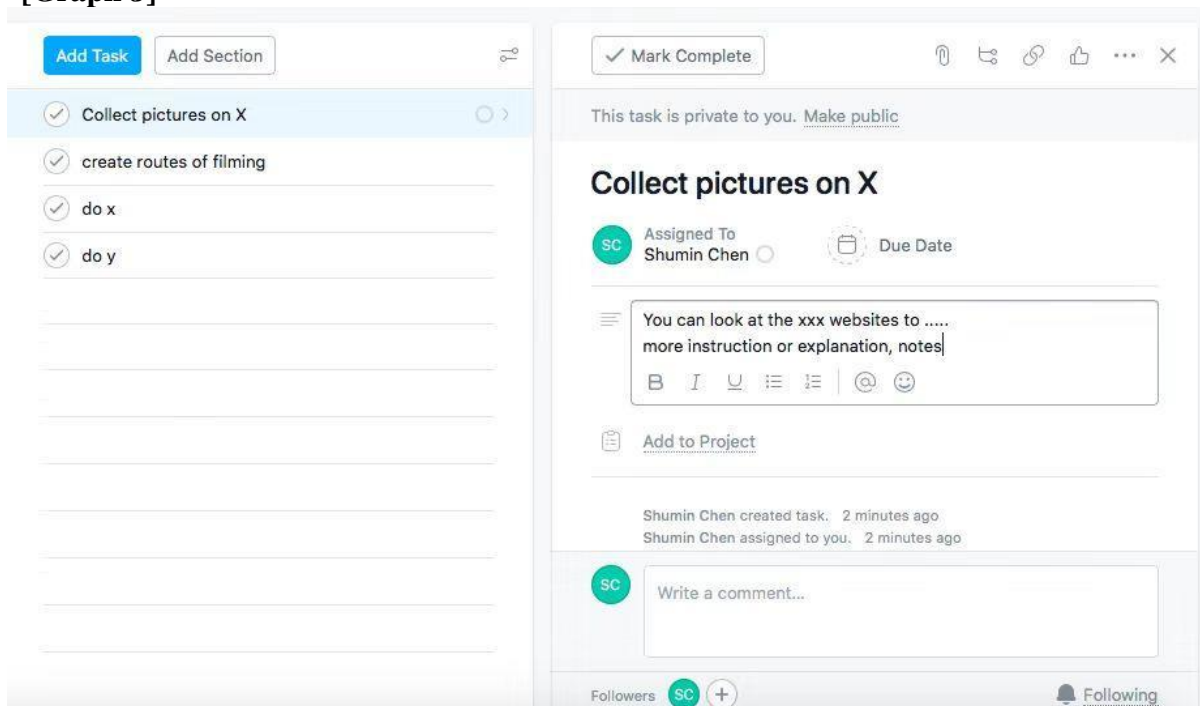 Add Task Add Section
Collect pictures on X
create routes of filming
do x
do y
Mark Complete
This task is private to you. Make public
Collect pictures on X
SC Assigned To
Shumin Chen
Due Date
You can look at the xxx websites to .....
more instruction or explanation, notes
B I U @
Add to Project
Shumin Chen created task. 2 minutes ago
Shumin Chen assigned to you. 2 minutes ago
SC Write a comment...
Followers SC + Following